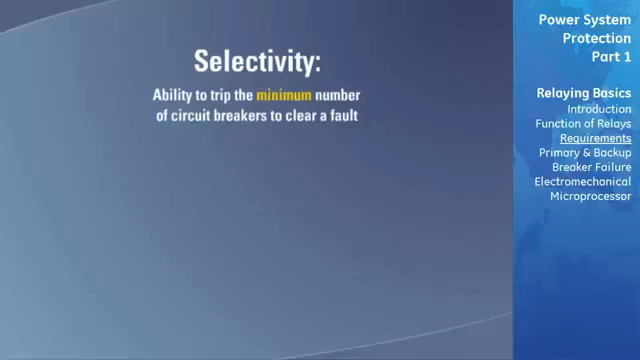 Selectivity:
Ability to trip the minimum number
of circuit breakers to clear a fault
Power System
Protection
Part 1
Relaying Basics
Introduction
Function of Relays
Requirements
Primary & Backup
Breaker Failure
Electromechanical
Microprocessor